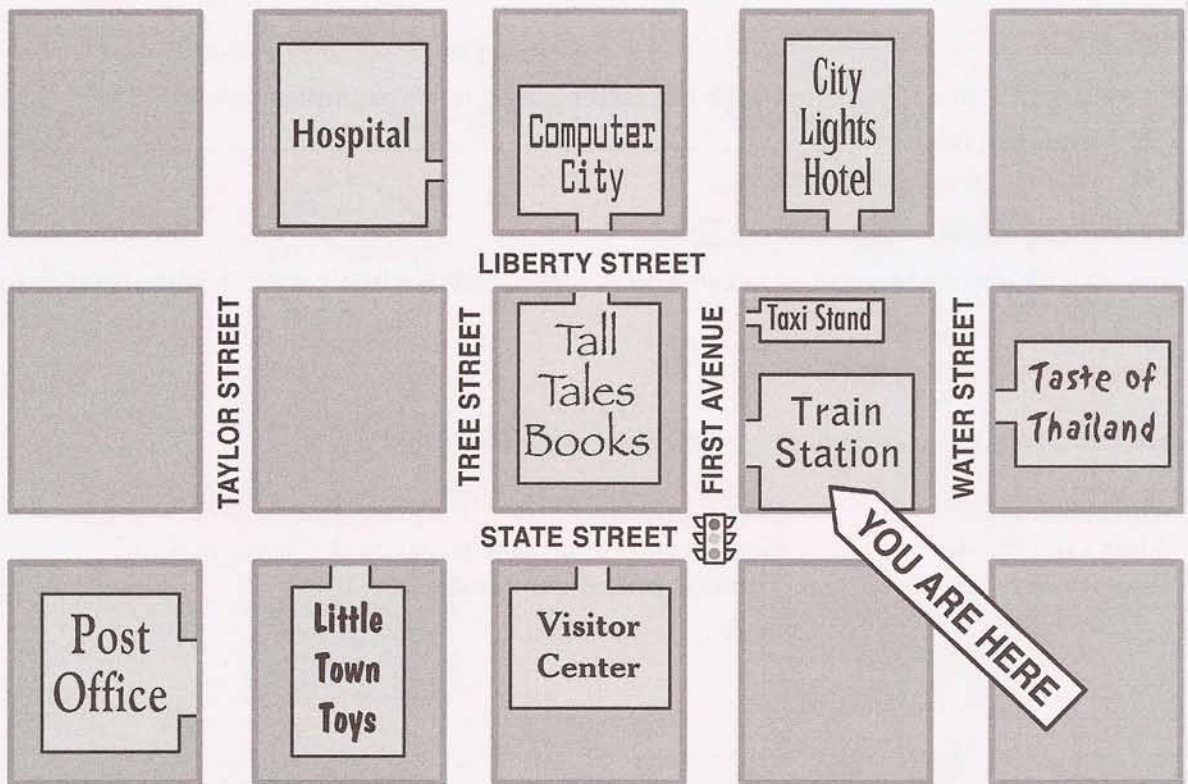 Hospital
Computer
City
City
Lights
Hotel
LIBERTY STREET
TAYLOR STREET
TREE STREET
Tall
Tales
Books
FIRST AVENUE
Taxi Stand
Train
Station
WATER STREET
Taste of
Thailand
STATE STREET
YOU ARE HERE
Post
Office
Little
Town
Toys
Visitor
Center